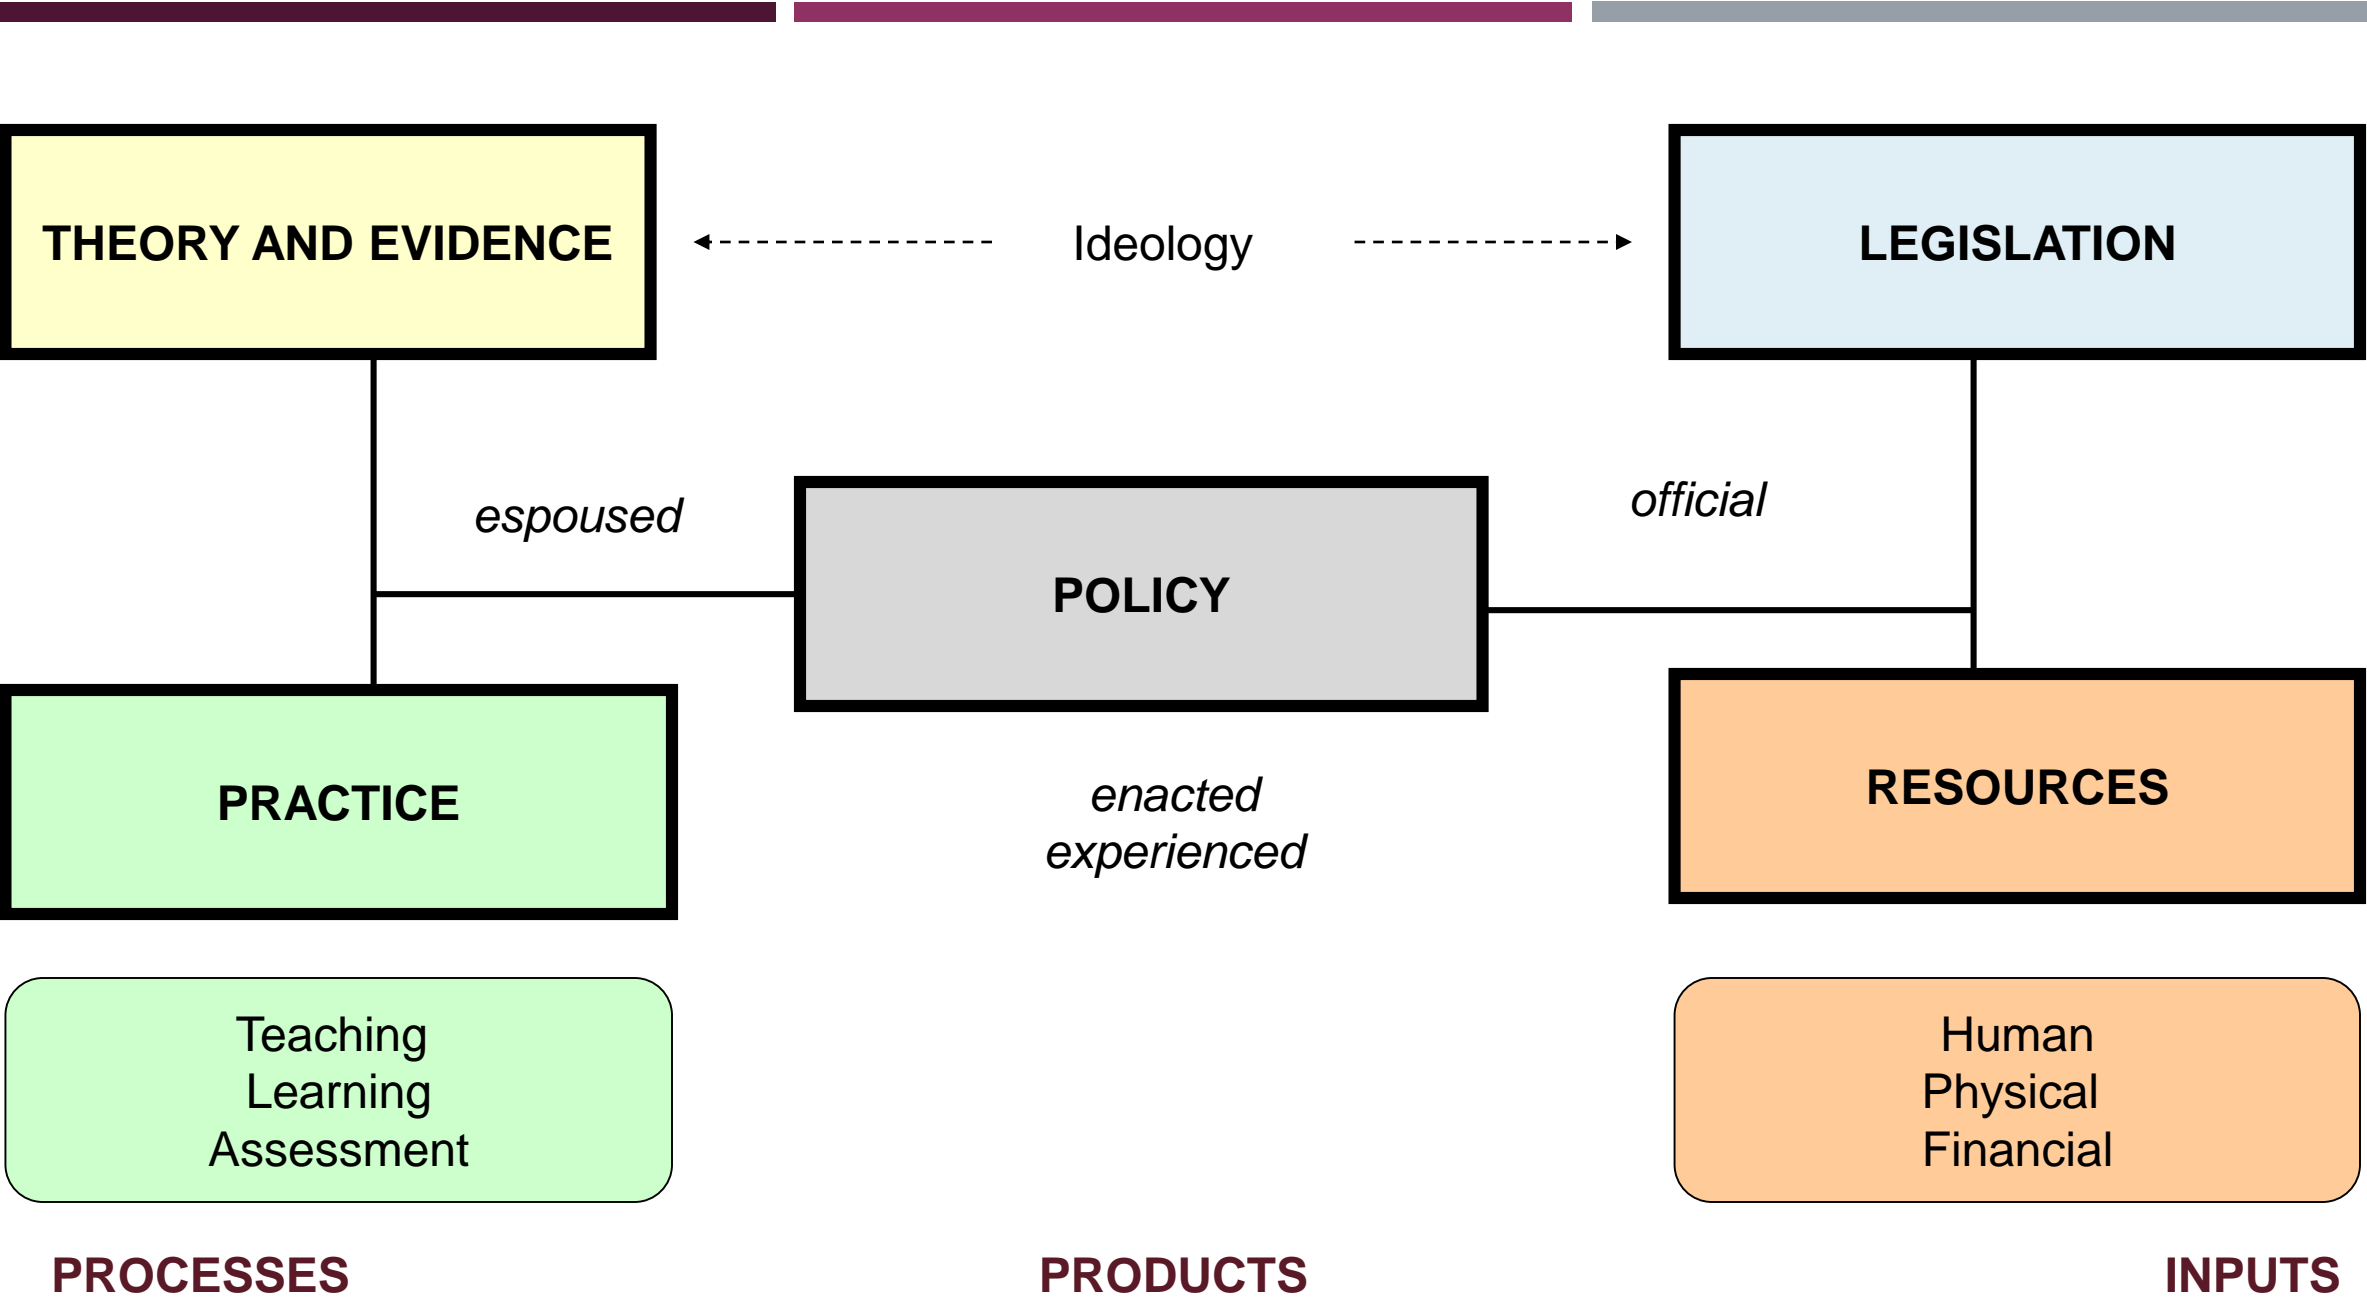 THEORY AND EVIDENCE
Ideology
LEGISLATION
espoused
official
POLICY
PRACTICE
enacted
experienced
RESOURCES
Teaching
Learning
Assessment
Human
Physical
Financial
PROCESSES
PRODUCTS
INPUTS